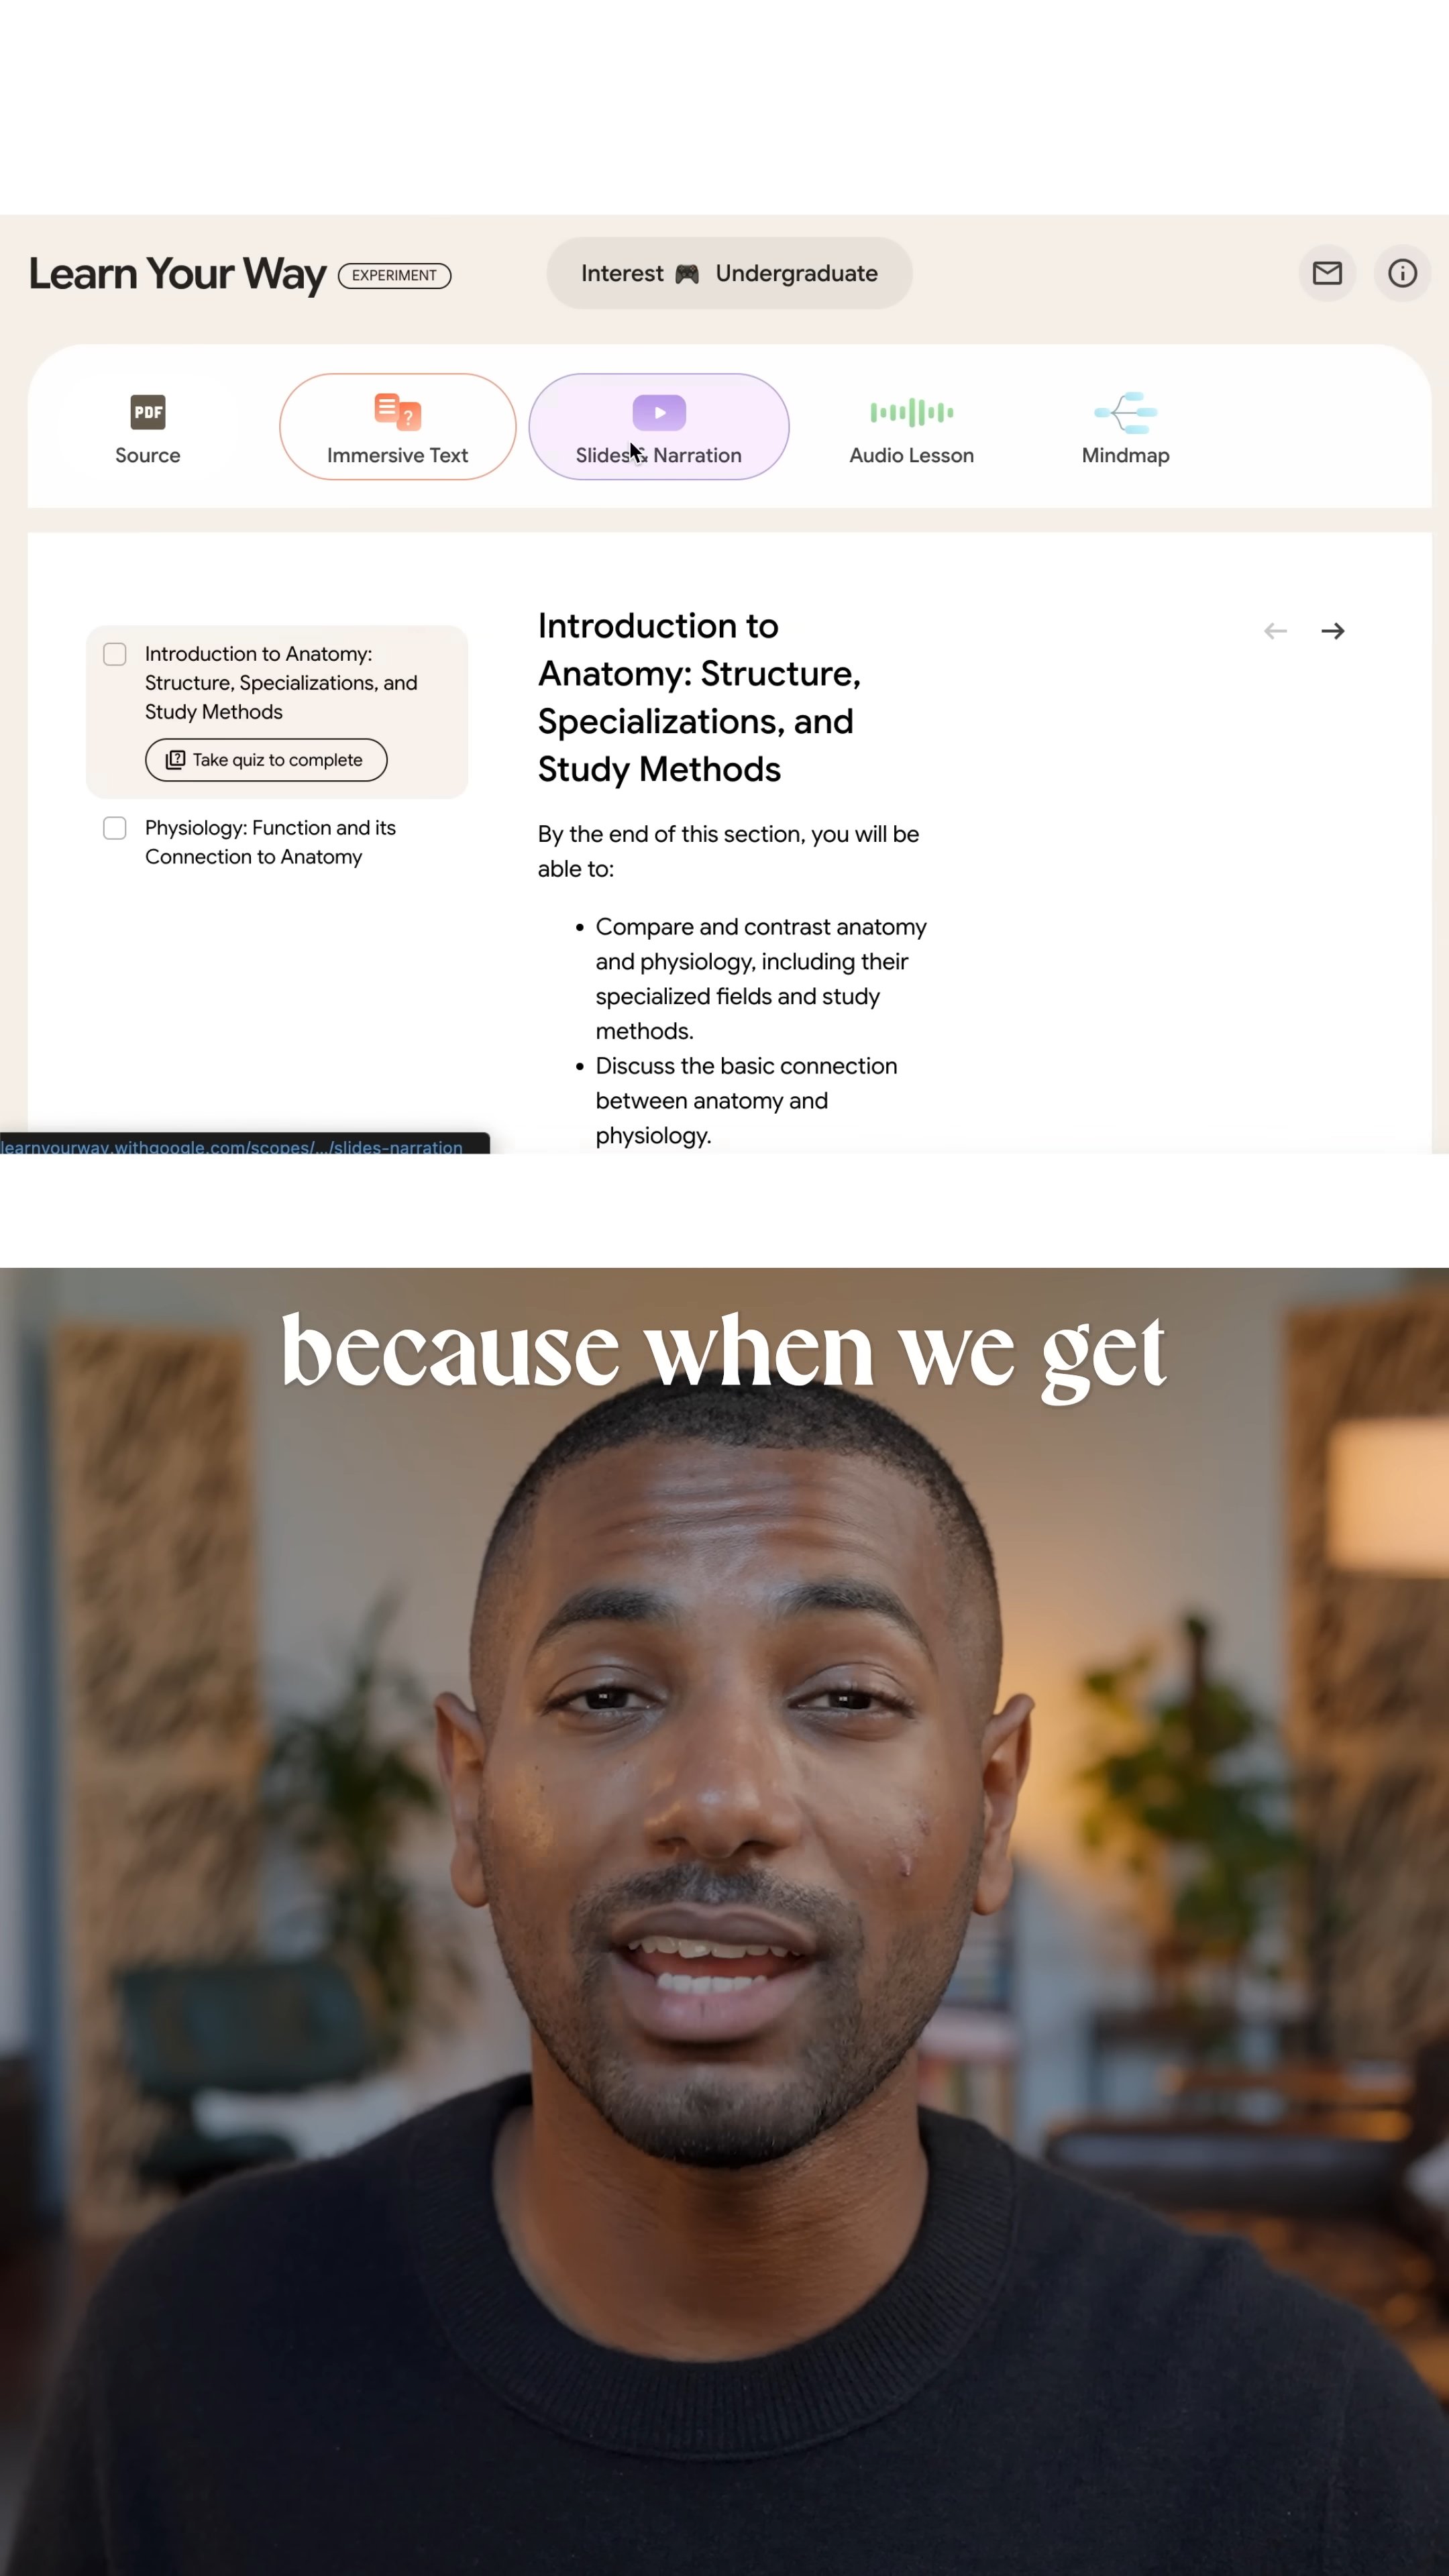 Learn Your Way EXPERIMENT
Interest 🎮 Undergraduate
PDF
Source
?
Immersive Text
Slides & Narration
Audio Lesson
Mindmap
Introduction to Anatomy:
Structure, Specializations, and
Study Methods
? Take quiz to complete
Physiology: Function and its
Connection to Anatomy
Introduction to
Anatomy: Structure,
Specializations, and
Study Methods
By the end of this section, you will be
able to:
• Compare and contrast anatomy
and physiology, including their
specialized fields and study
methods.
• Discuss the basic connection
between anatomy and
physiology.
learnyourway.withgoogle.com/scopes/.../slides-narration
because when we get